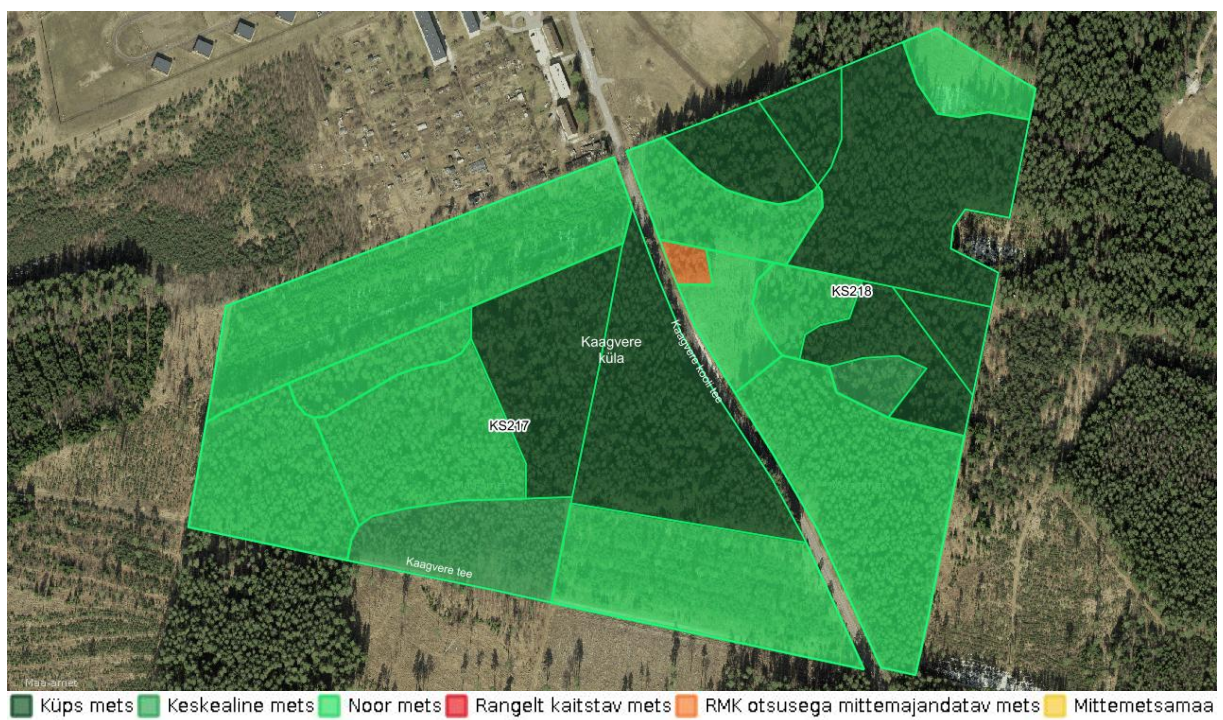 KS218
Kaagvere
küla
Kaagvere kooli tee
KS217
Kaagvere tee
Maa-amet
Küps mets Keskealine mets Noor mets Rangelt kaitstav mets RMK otsusega mittemajandatav mets Mittemetsamaa